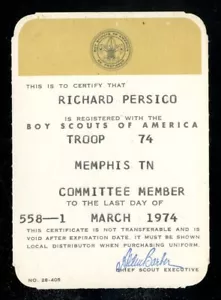 THIS IS TO CERTIFY THAT
RICHARD PERSICO
IS REGISTERED WITH THE
BOY SCOUTS OF AMERICA
TROOP 74
MEMPHIS TN
COMMITTEE MEMBER
TO THE LAST DAY OF
558—1 MARCH 1974
THIS CERTIFICATE IS NOT TRANSFERABLE AND IS
VOID AFTER EXPIRATION DATE. IT MUST BE SHOWN
LOCAL DISTRIBUTOR WHEN PURCHASING UNIFORM.
CHIEF SCOUT EXECUTIVE
NO. 28-405